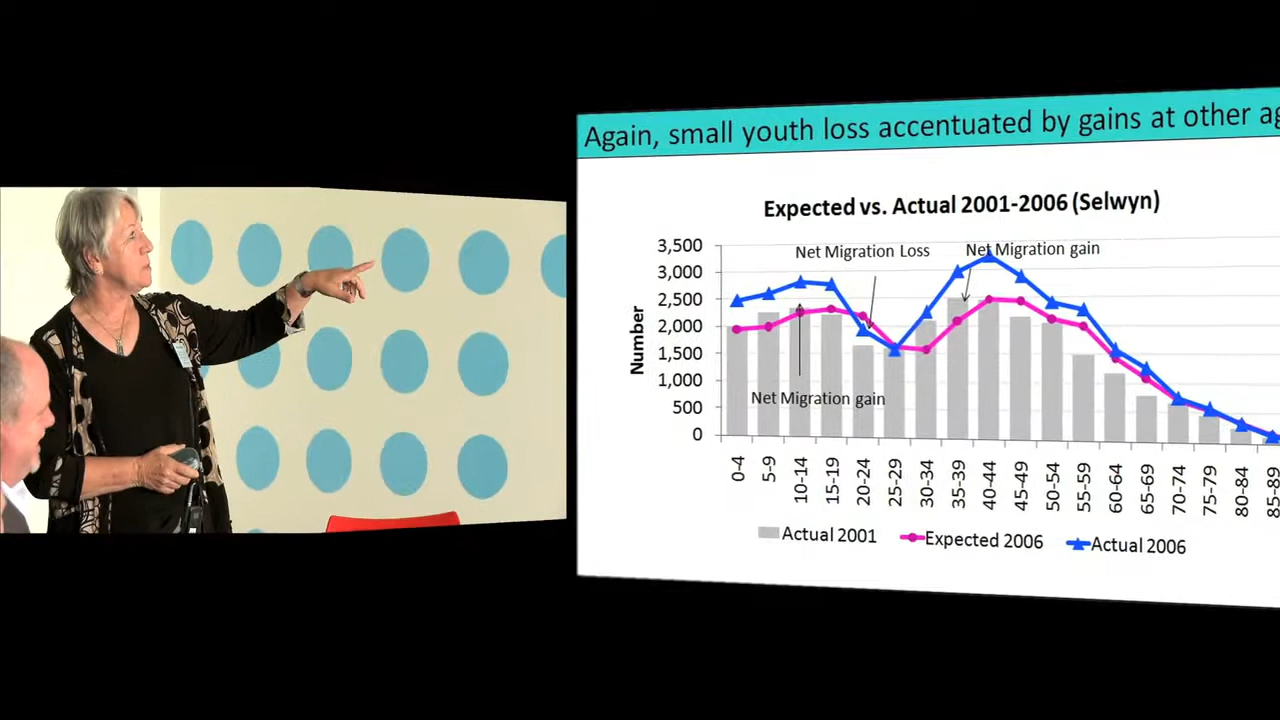 Again, small youth loss accentuated by gains at other
Expected vs. Actual 2001-2006 (Selwyn)
3,500
3,000
2,500
2,000
1,500
1,000
500
0
Number
Net Migration Loss
Net Migration gain
Net Migration gain
0-4
5-9
10-14
15-19
20-24
25-29
30-34
35-39
40-44
45-49
50-54
55-59
60-64
65-69
70-74
75-79
80-84
85-89
Actual 2001
Expected 2006
Actual 2006